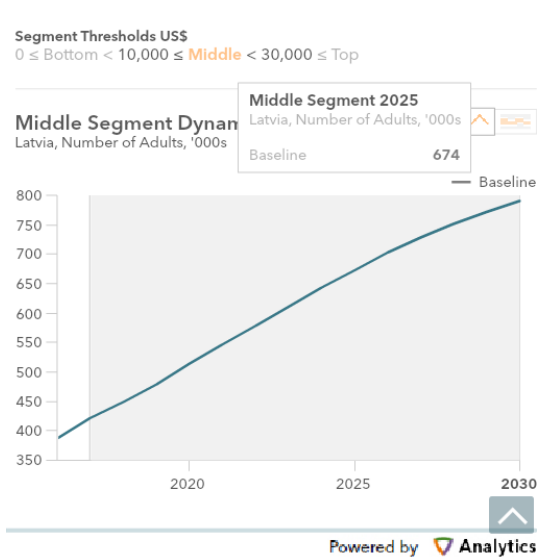 Segment Thresholds US$
0 ≤ Bottom < 10,000 ≤ Middle < 30,000 ≤ Top
Middle Segment 2025
Latvia, Number of Adults, '000s
Baseline 674
Middle Segment Dynam
Latvia, Number of Adults, '000s
Baseline
800
750
700
650
600
550
500
450
400
350
2020 2025 2030
Powered by Analytics